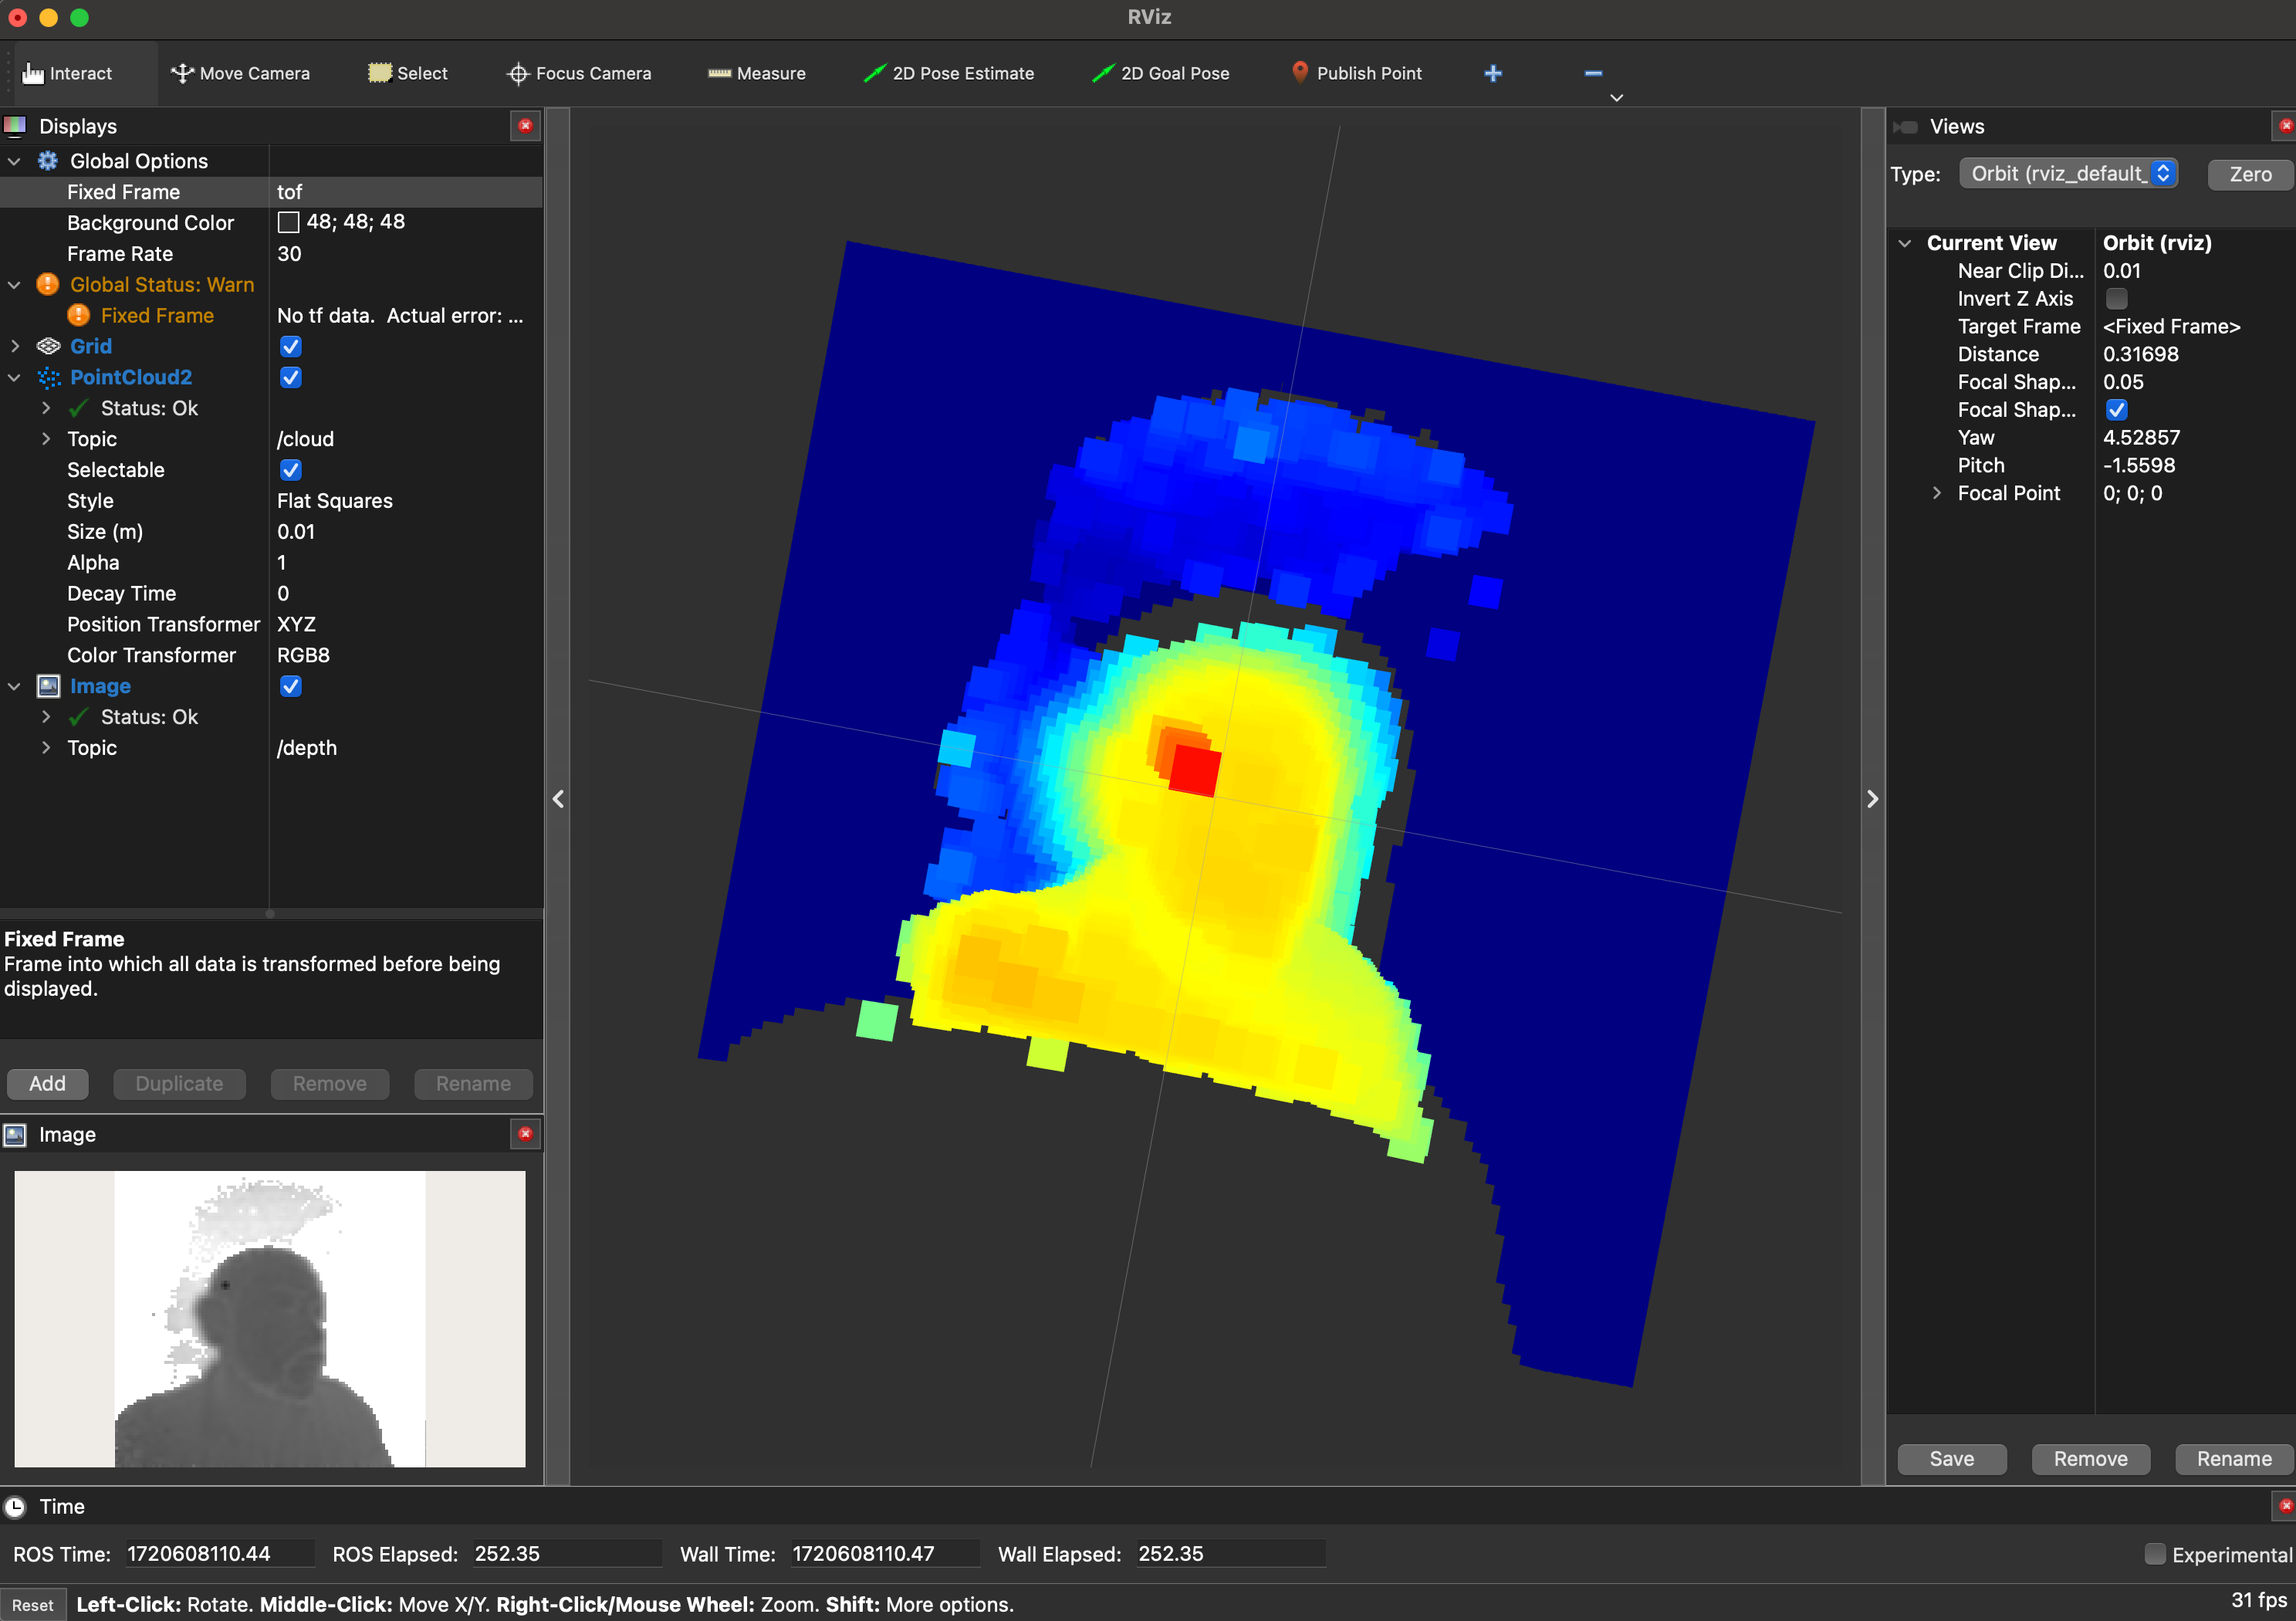 RViz
Interact Move Camera Select Focus Camera Measure 2D Pose Estimate 2D Goal Pose Publish Point
Displays
Global Options
Fixed Frame tof
Background Color 48; 48; 48
Frame Rate 30
Global Status: Warn
Fixed Frame No tf data.  Actual error: ...
Grid
PointCloud2
Status: Ok
Topic /cloud
Selectable
Style Flat Squares
Size (m) 0.01
Alpha 1
Decay Time 0
Position Transformer XYZ
Color Transformer RGB8
Image
Status: Ok
Topic /depth
Fixed Frame
Frame into which all data is transformed before being
displayed.
Add Duplicate Remove Rename
Image
Views
Type: Orbit (rviz_default_ Zero
Current View Orbit (rviz)
Near Clip Di... 0.01
Invert Z Axis
Target Frame <Fixed Frame>
Distance 0.31698
Focal Shap... 0.05
Focal Shap...
Yaw 4.52857
Pitch -1.5598
Focal Point 0; 0; 0
Save Remove Rename
Time
ROS Time: 1720608110.44 ROS Elapsed: 252.35 Wall Time: 1720608110.47 Wall Elapsed: 252.35 Experimental
Reset Left-Click: Rotate. Middle-Click: Move X/Y. Right-Click/Mouse Wheel: Zoom. Shift: More options. 31 fps